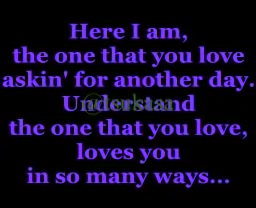 Here I am,
the one that you love
askin' for another day.
Understand
the one that you love,
loves you
in so many ways...